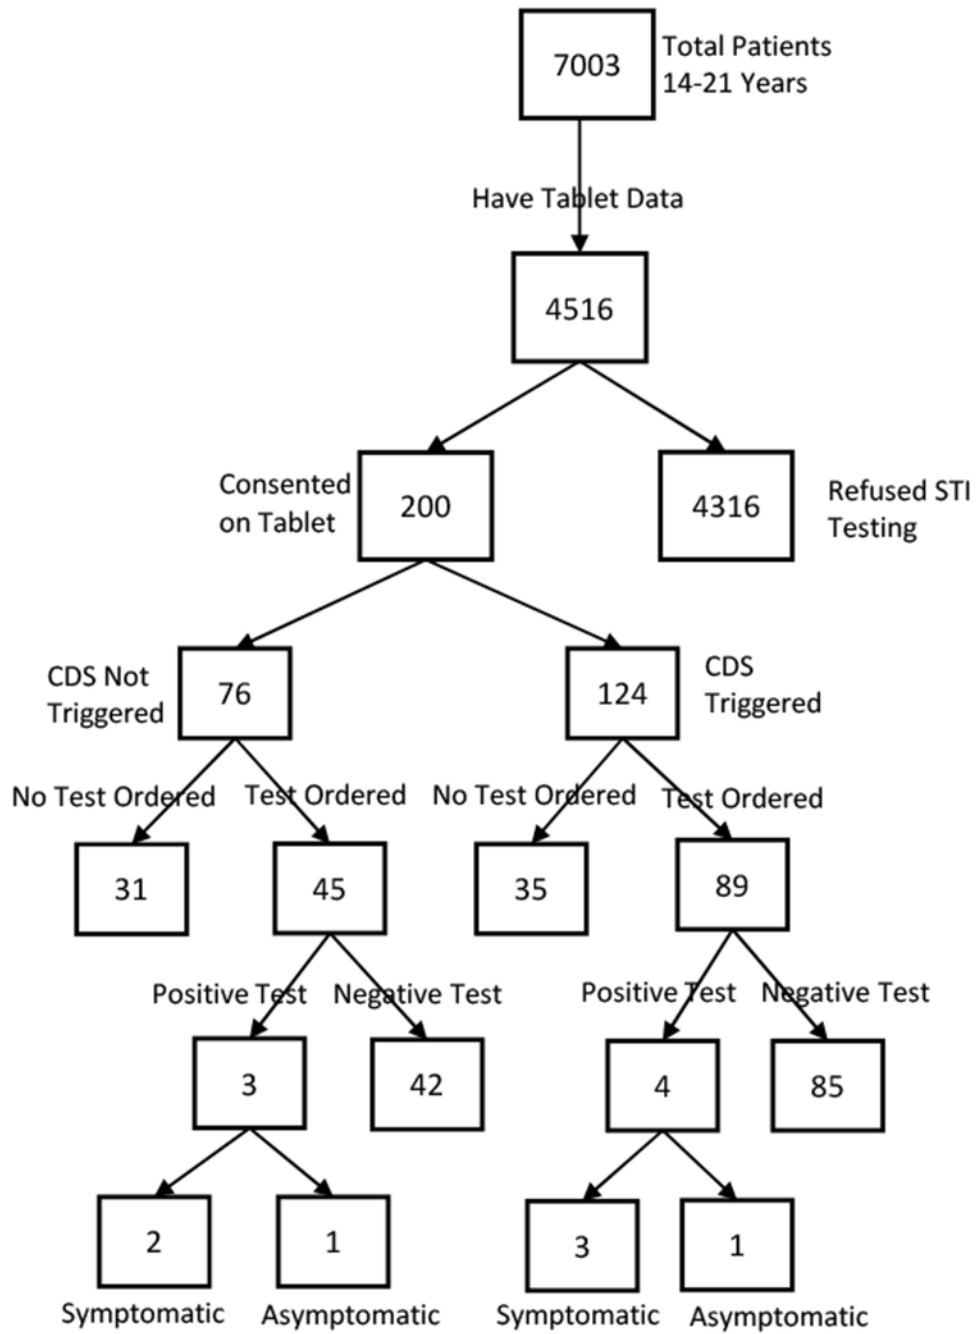 7003
Total Patients
14-21 Years
Have Tablet Data
4516
Consented
on Tablet
200
4316
Refused STI
Testing
CDS Not
Triggered
76
124
CDS
Triggered
No Test Ordered
Test Ordered
No Test Ordered
Test Ordered
31
45
35
89
Positive Test
Negative Test
Positive Test
Negative Test
3
42
4
85
2
1
3
1
Symptomatic
Asymptomatic
Symptomatic
Asymptomatic